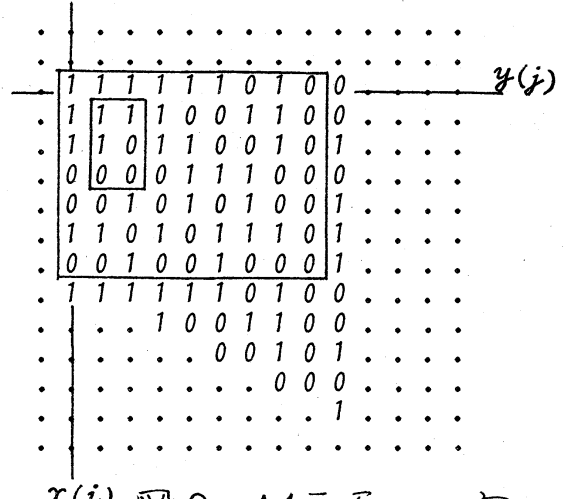 1 1 1 1 1 1 0 1 0 0
y(j)
1 1 1 1 0 0 1 1 0 0
1 1 0 1 1 0 0 1 0 1
0 0 0 0 0 1 1 1 0 0 0
0 0 1 0 1 0 1 0 0 1
1 1 0 1 0 1 1 1 0 1
0 0 1 0 0 1 0 0 0 1
1 1 1 1 1 1 0 1 0 0
1 0 0 1 1 0 0
0 0 1 0 1
0 0 0
1
x(i)